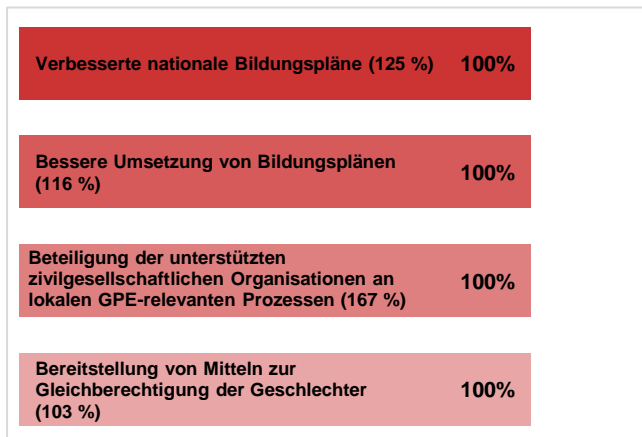 Verbesserte nationale Bildungspläne (125 %) 100%
Bessere Umsetzung von Bildungsplänen
(116 %) 100%
Beteiligung der unterstützten
zivilgesellschaftlichen Organisationen an
lokalen GPE-relevanten Prozessen (167 %) 100%
Bereitstellung von Mitteln zur
Gleichberechtigung der Geschlechter
(103 %) 100%